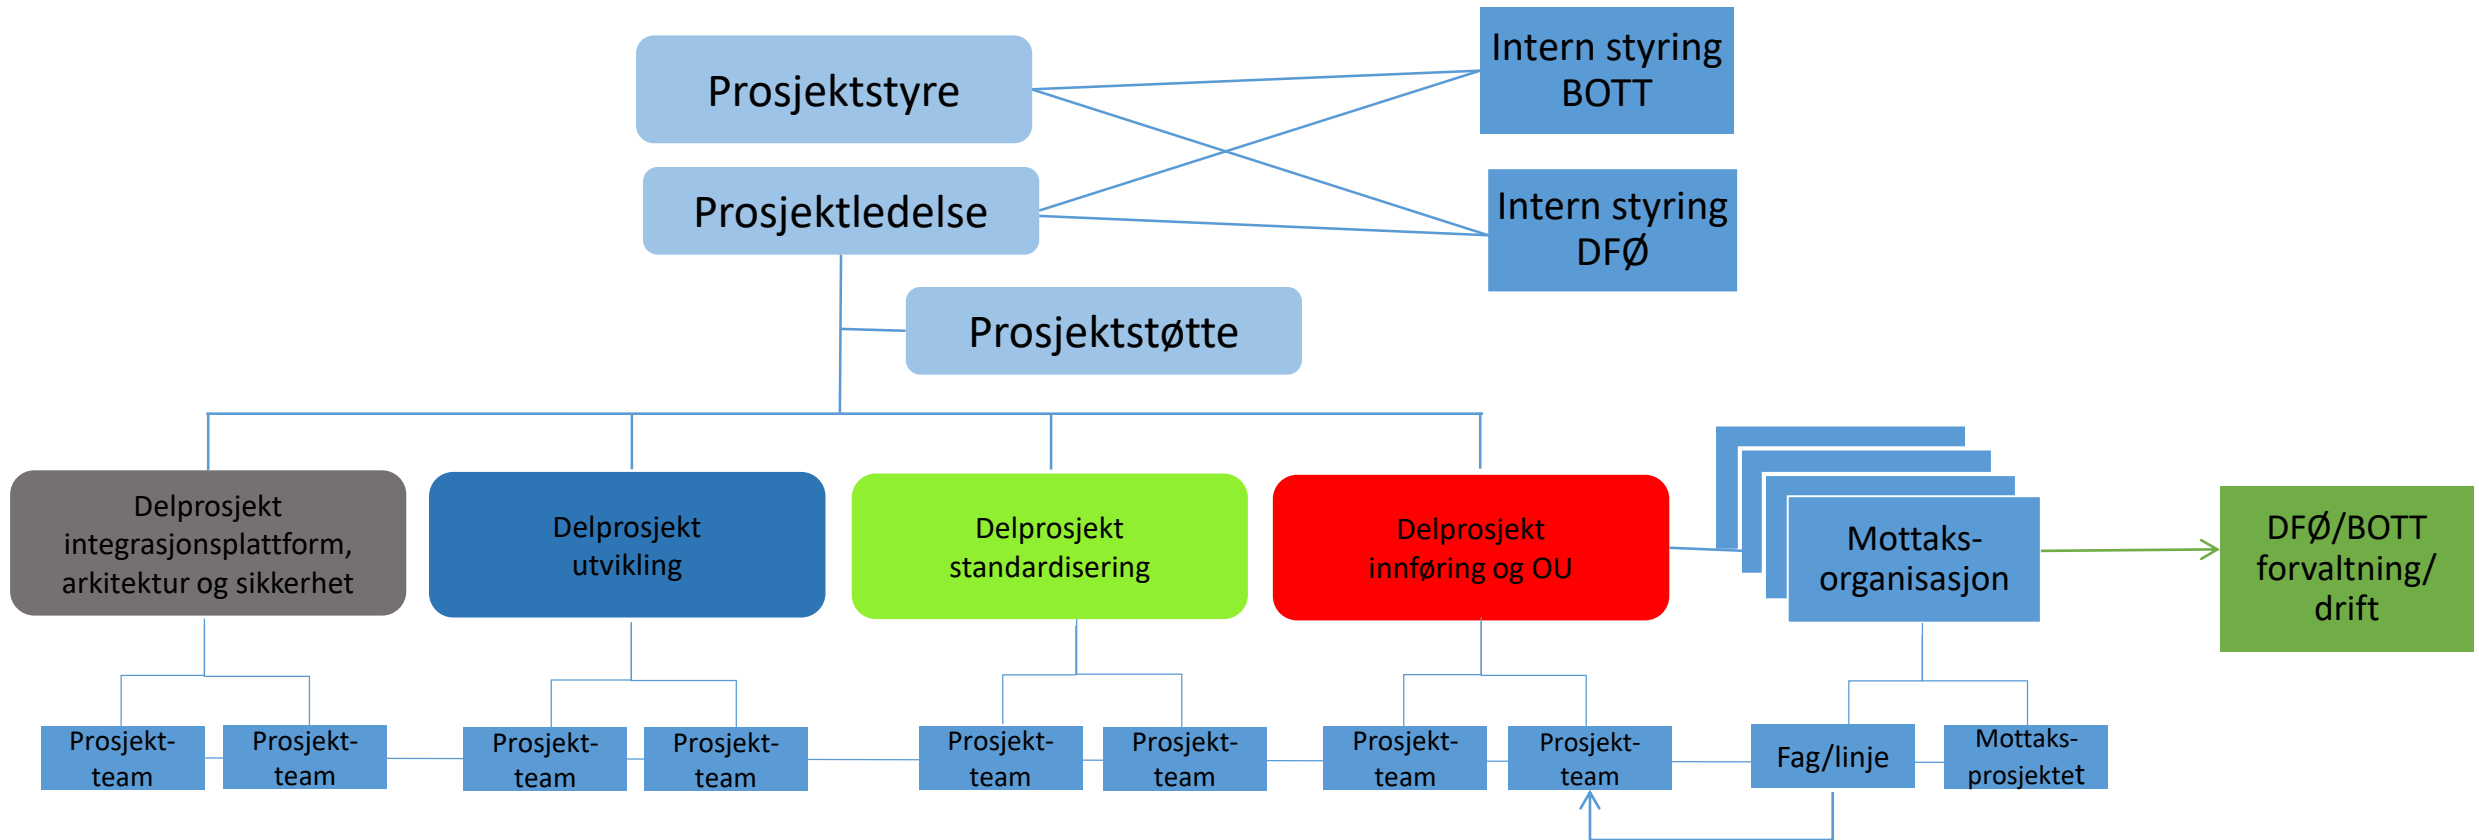 Prosjektstyre
Intern styring
BOTT
Prosjektledelse
Intern styring
DFØ
Prosjektstøtte
Delprosjekt
integrasjonsplattform,
arkitektur og sikkerhet
Delprosjekt
utvikling
Delprosjekt
standardisering
Delprosjekt
innføring og OU
Mottaks-
organisasjon
DFØ/BOTT
forvaltning/
drift
Prosjekt-
team
Prosjekt-
team
Prosjekt-
team
Prosjekt-
team
Prosjekt-
team
Prosjekt-
team
Prosjekt-
team
Prosjekt-
team
Fag/linje
Mottaks-
prosjektet